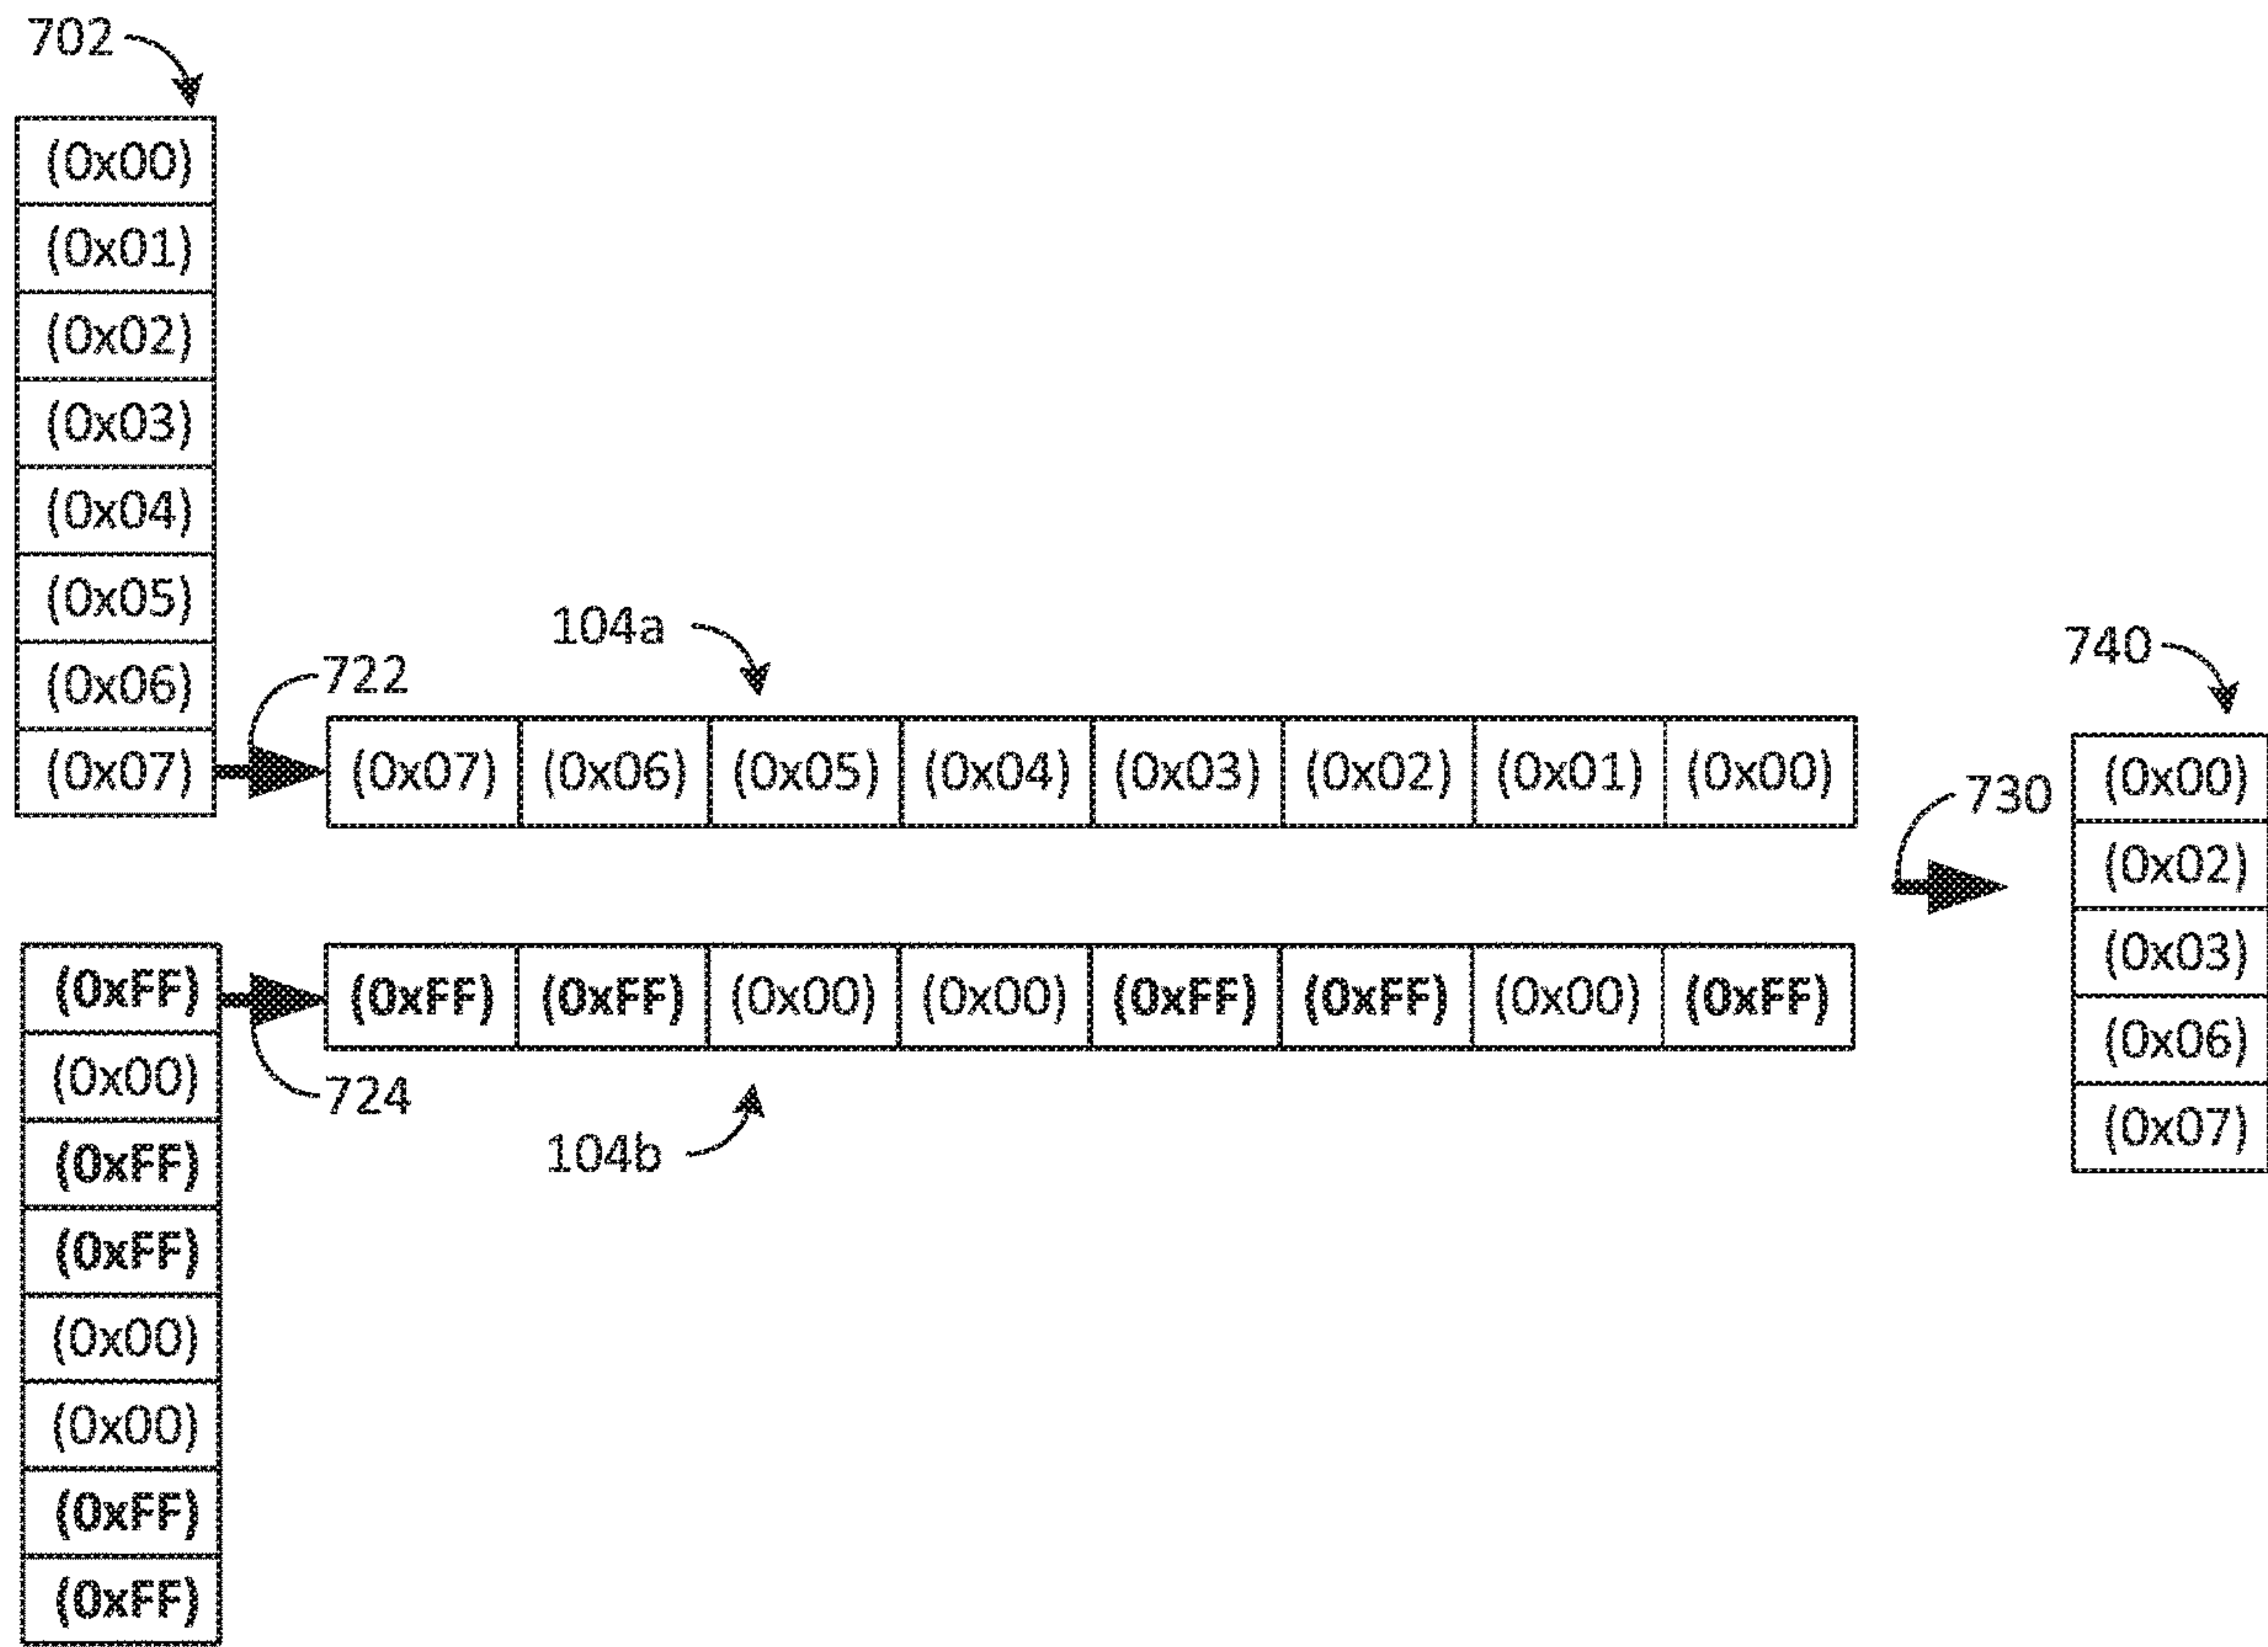 702
(0x00)
(0x01)
(0x02)
(0x03)
(0x04)
(0x05)
(0x06)
(0x07)
722
104a
(0x07) (0x06) (0x05) (0x04) (0x03) (0x02) (0x01) (0x00)
(0xFF)
(0x00)
(0xFF)
(0xFF)
(0x00)
(0x00)
(0xFF)
(0xFF)
724
(0xFF) (0xFF) (0x00) (0x00) (0xFF) (0xFF) (0x00) (0xFF)
104b
730
740
(0x00)
(0x02)
(0x03)
(0x06)
(0x07)